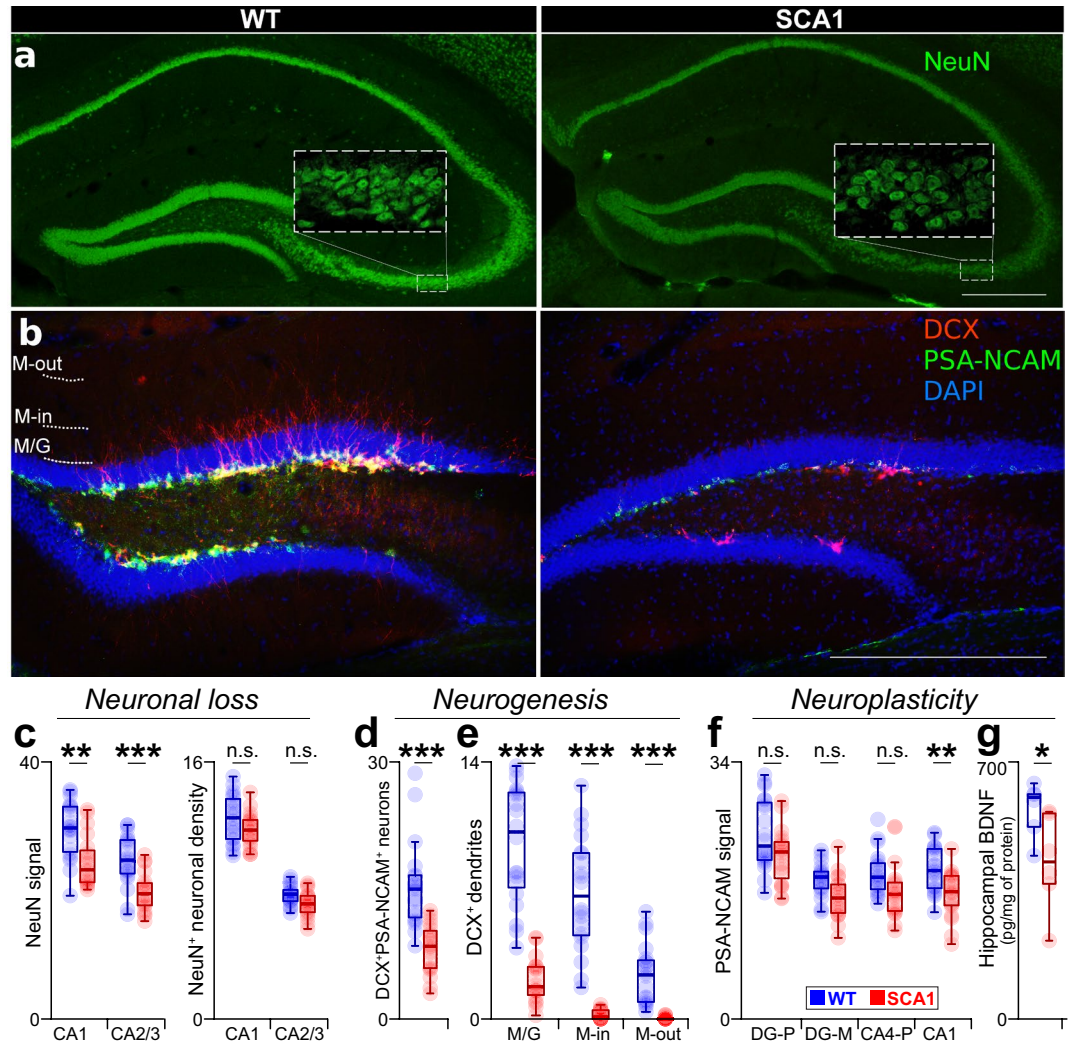 WT
SCA1
a
NeuN
b
DCX
PSA-NCAM
DAPI
M-out
M-in
M/G
Neuronal loss
Neurogenesis
Neuroplasticity
c
** ***
40
NeuN signal
0
CA1 CA2/3
n.s. n.s.
16
NeuN⁺ neuronal density
0
CA1 CA2/3
d
***
30
DCX⁺PSA-NCAM⁺ neurons
0
e
*** *** ***
14
DCX⁺ dendrites
0
M/G M-in M-out
f
n.s. n.s. n.s. **
34
PSA-NCAM signal
0
WT SCA1
DG-P DG-M CA4-P CA1
g
*
700
Hippocampal BDNF
(pg/mg of protein)
0